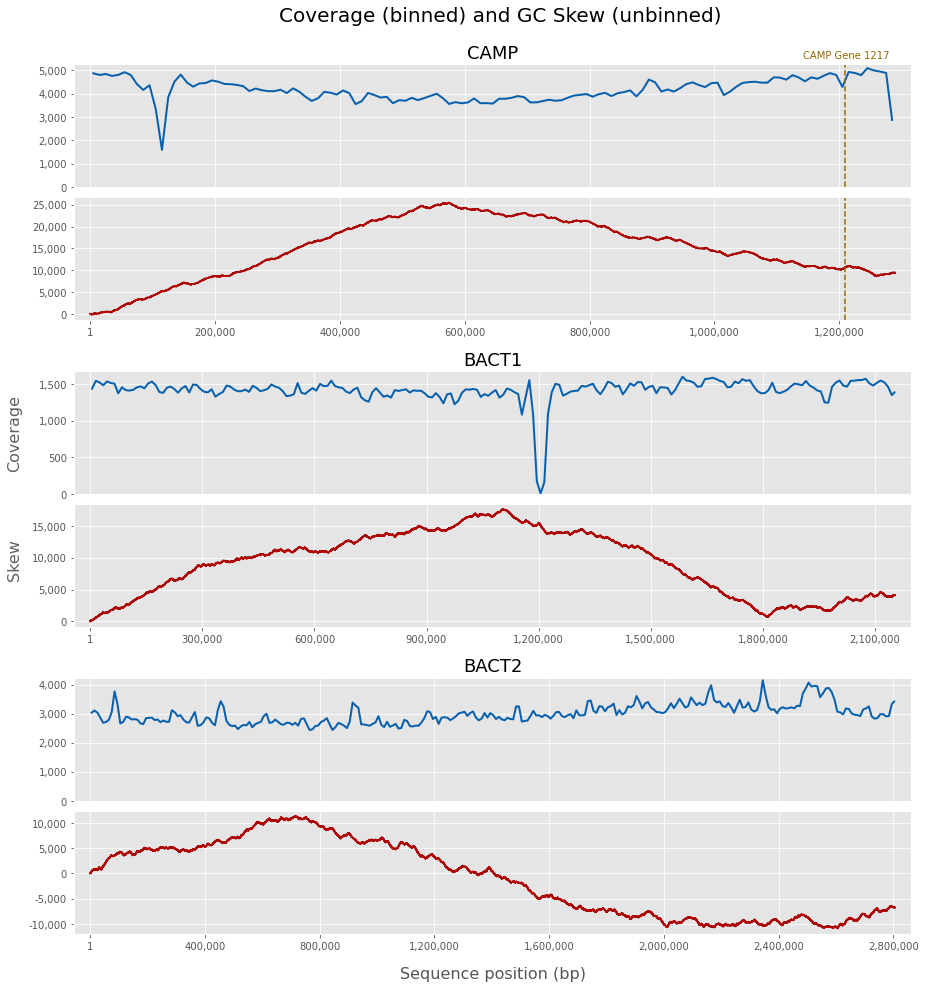 Coverage (binned) and GC Skew (unbinned)
CAMP
CAMP Gene 1217
5,000
4,000
3,000
2,000
1,000
0
25,000
20,000
15,000
10,000
5,000
0
1 200,000 400,000 600,000 800,000 1,000,000 1,200,000
BACT1
1,500
1,000
500
0
Coverage
15,000
10,000
5,000
0
Skew
1 300,000 600,000 900,000 1,200,000 1,500,000 1,800,000 2,100,000
BACT2
4,000
3,000
2,000
1,000
0
10,000
5,000
0
-5,000
-10,000
1 400,000 800,000 1,200,000 1,600,000 2,000,000 2,400,000 2,800,000
Sequence position (bp)